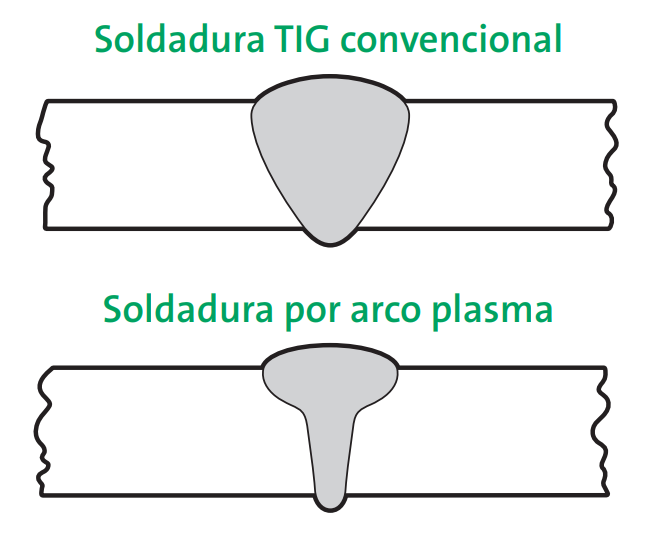 Soldadura TIG convencional
Soldadura por arco plasma